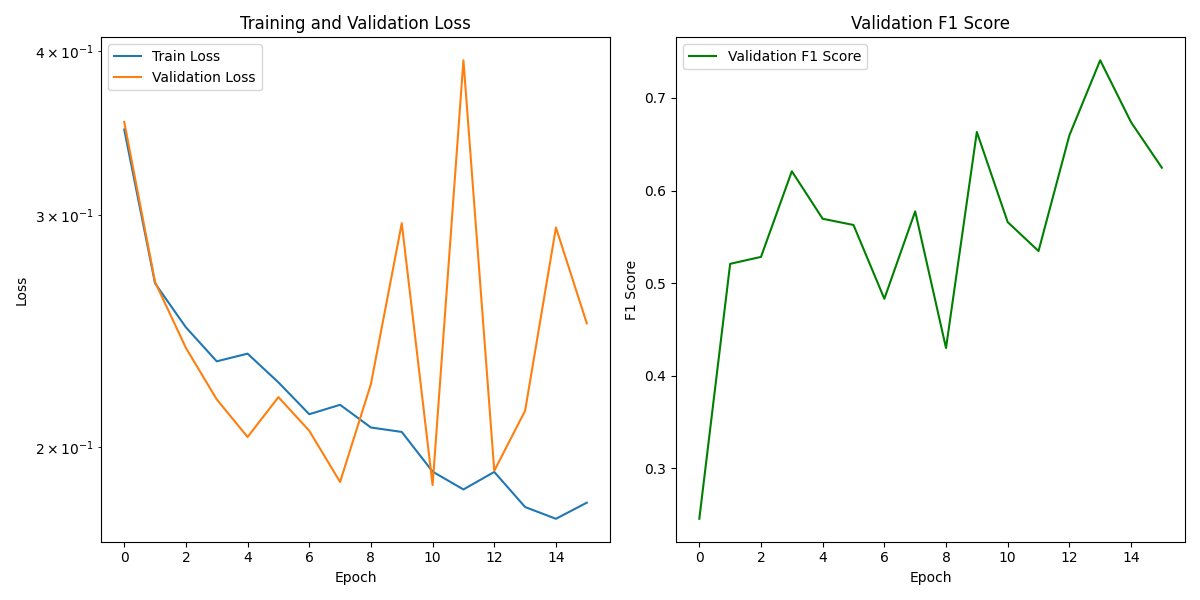 Training and Validation Loss
Train Loss
Validation Loss
4 × 10⁻¹
3 × 10⁻¹
2 × 10⁻¹
Loss
0 2 4 6 8 10 12 14
Epoch
Validation F1 Score
Validation F1 Score
0.7
0.6
0.5
0.4
0.3
F1 Score
0 2 4 6 8 10 12 14
Epoch